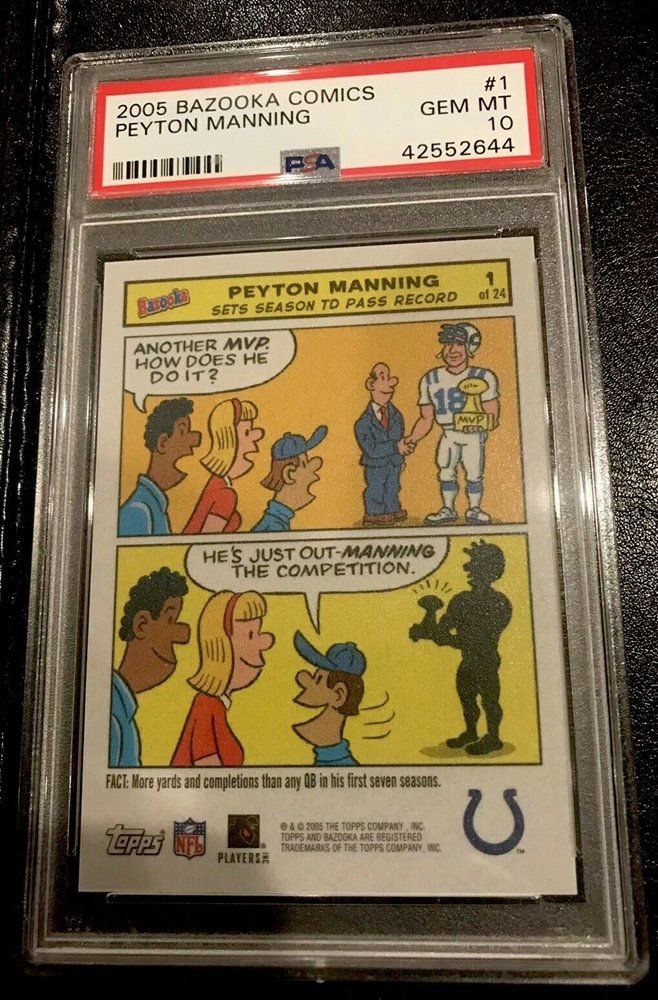 2005 BAZOOKA COMICS
PEYTON MANNING
#1
GEM MT
10
42552644
PSA
Bazooka
PEYTON MANNING
SETS SEASON TD PASS RECORD
1
of 24
ANOTHER MVP.
HOW DOES HE
DO IT?
18
MVP
HE'S JUST OUT-MANNING
THE COMPETITION.
FACT: More yards and completions than any QB in his first seven seasons.
topps
NFL
PLAYERS INC
® & © 2005 THE TOPPS COMPANY, INC.
TOPPS AND BAZOOKA ARE REGISTERED
TRADEMARKS OF THE TOPPS COMPANY, INC.
TM